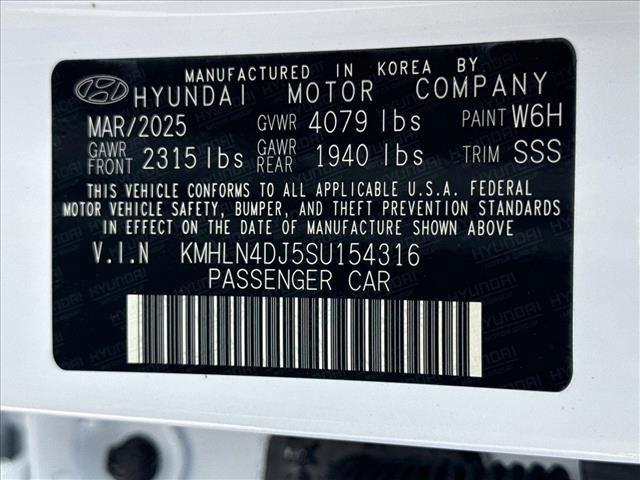 MANUFACTURED IN KOREA BY
HYUNDAI MOTOR COMPANY
MAR/2025 GVWR 4079 lbs PAINT W6H
GAWR FRONT 2315 lbs GAWR REAR 1940 lbs TRIM SSS
THIS VEHICLE CONFORMS TO ALL APPLICABLE U.S.A. FEDERAL
MOTOR VEHICLE SAFETY, BUMPER, AND THEFT PREVENTION STANDARDS
IN EFFECT ON THE DATE OF MANUFACTURE SHOWN ABOVE
V.I.N KMHLN4DJ5SU154316
PASSENGER CAR